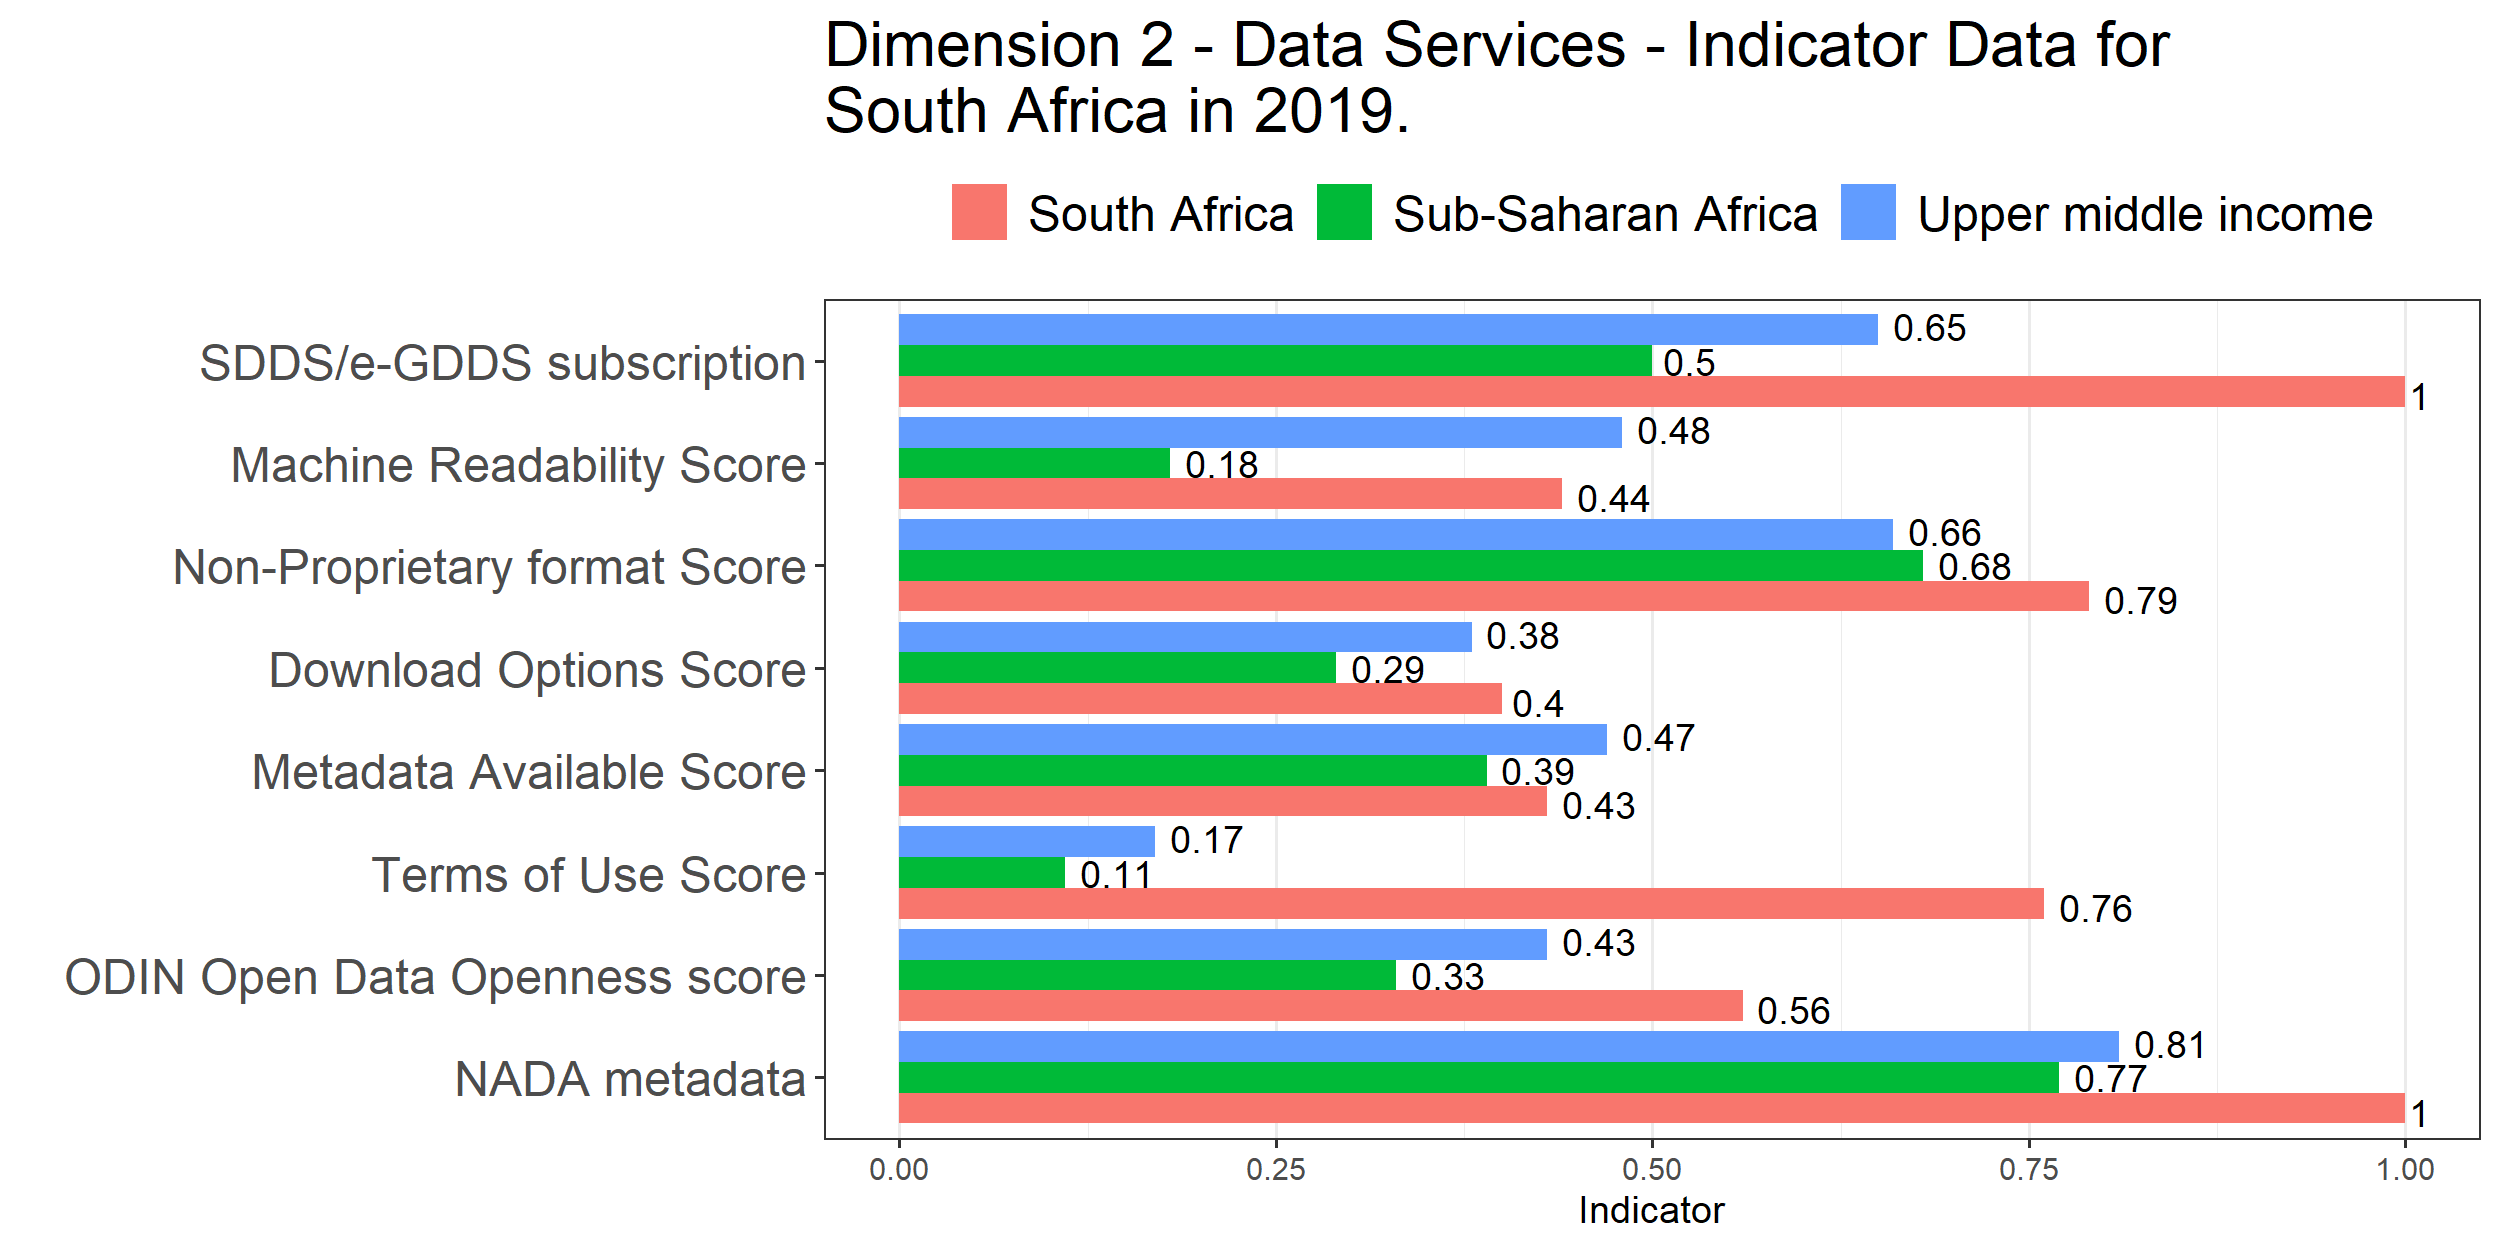 Dimension 2 - Data Services - Indicator Data for
South Africa in 2019.
South Africa Sub-Saharan Africa Upper middle income
SDDS/e-GDDS subscription
0.65
0.5
1
Machine Readability Score
0.48
0.18
0.44
Non-Proprietary format Score
0.66
0.68
0.79
Download Options Score
0.38
0.29
0.4
Metadata Available Score
0.47
0.39
0.43
Terms of Use Score
0.17
0.11
0.76
ODIN Open Data Openness score
0.43
0.33
0.56
NADA metadata
0.81
0.77
1
0.00 0.25 0.50 0.75 1.00
Indicator